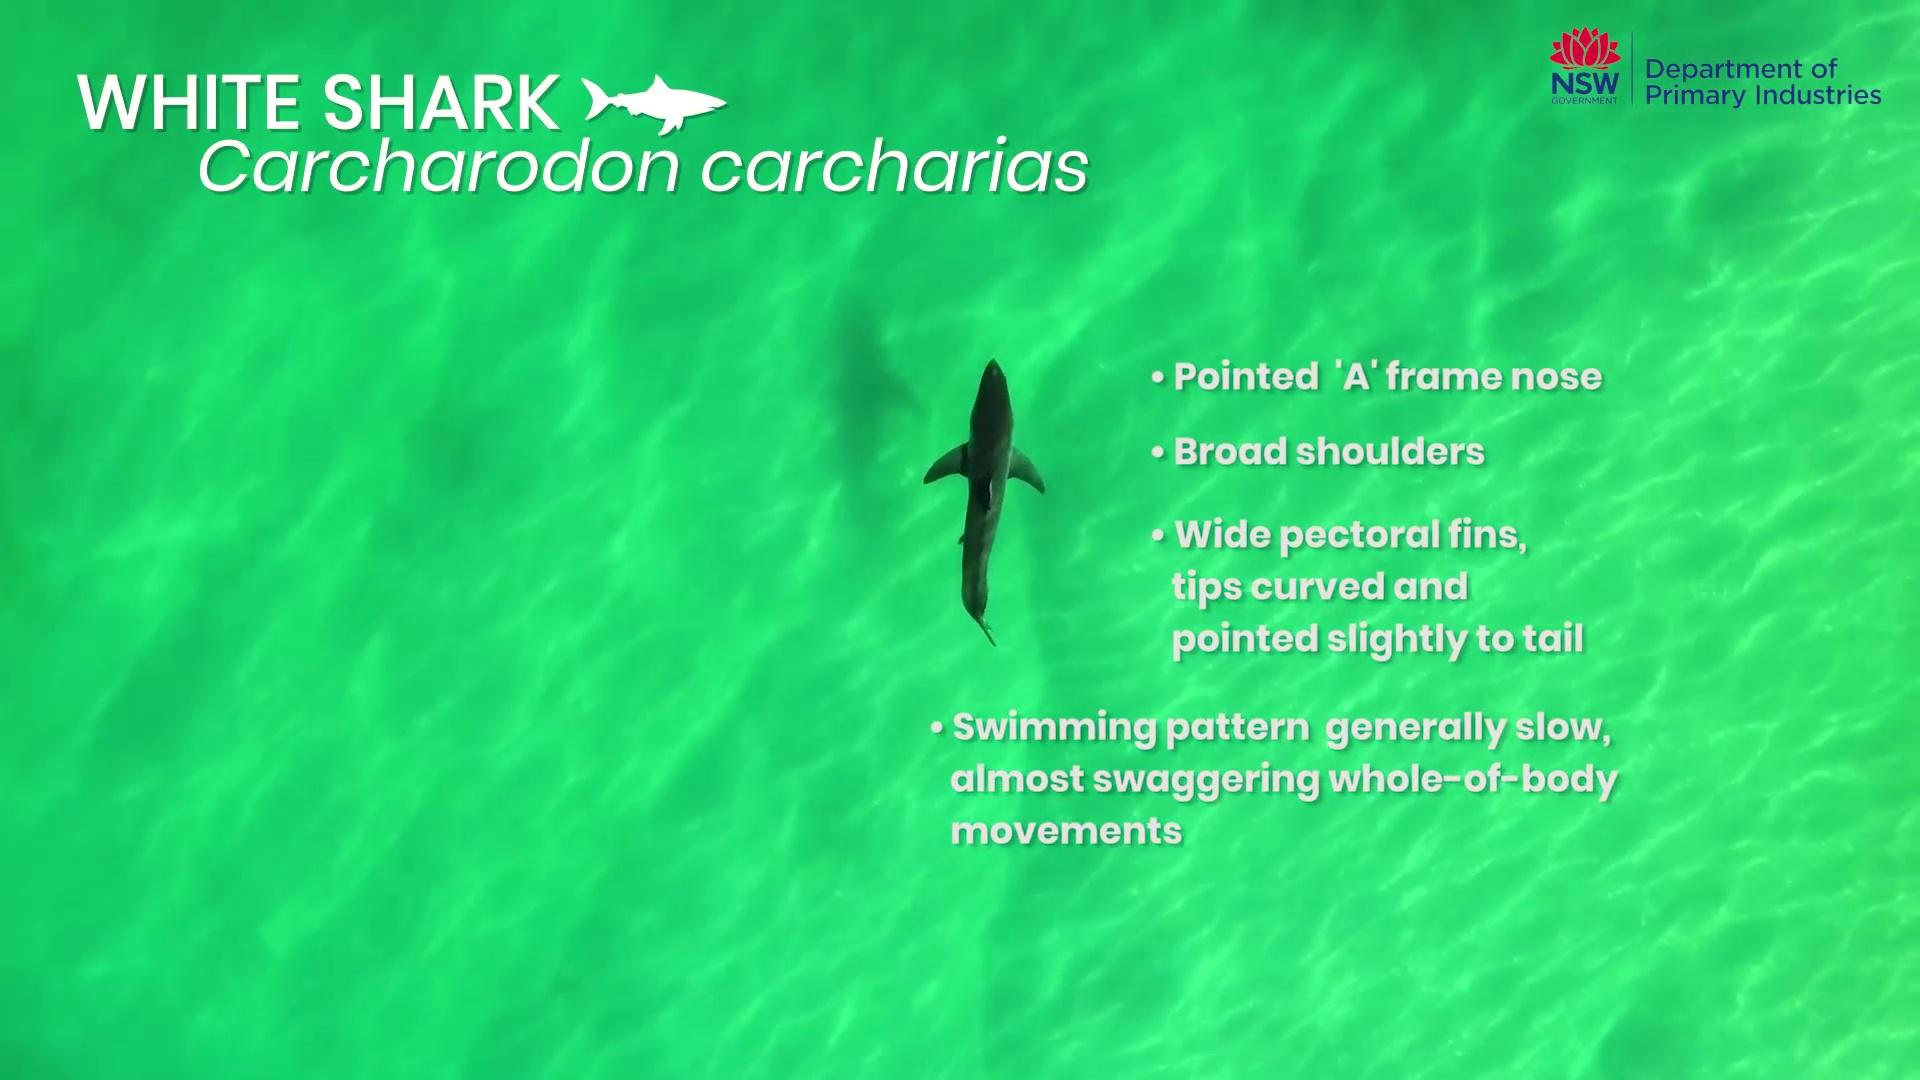 WHITE SHARK
Carcharodon carcharias
NSW
GOVERNMENT
Department of
Primary Industries
• Pointed 'A' frame nose
• Broad shoulders
• Wide pectoral fins,
tips curved and
pointed slightly to tail
• Swimming pattern generally slow,
almost swaggering whole-of-body
movements